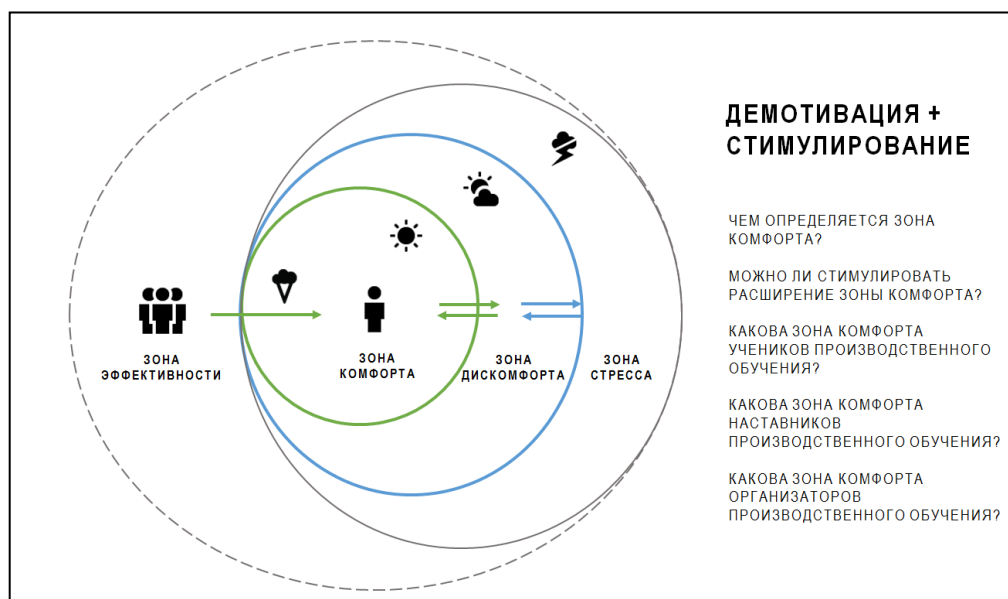 ДЕМОТИВАЦИЯ +
СТИМУЛИРОВАНИЕ
ЧЕМ ОПРЕДЕЛЯЕТСЯ ЗОНА
КОМФОРТА?
МОЖНО ЛИ СТИМУЛИРОВАТЬ
РАСШИРЕНИЕ ЗОНЫ КОМФОРТА?
КАКОВА ЗОНА КОМФОРТА
УЧЕНИКОВ ПРОИЗВОДСТВЕННОГО
ОБУЧЕНИЯ?
КАКОВА ЗОНА КОМФОРТА
НАСТАВНИКОВ
ПРОИЗВОДСТВЕННОГО ОБУЧЕНИЯ?
КАКОВА ЗОНА КОМФОРТА
ОРГАНИЗАТОРОВ
ПРОИЗВОДСТВЕННОГО ОБУЧЕНИЯ?
ЗОНА
ЭФФЕКТИВНОСТИ
ЗОНА
КОМФОРТА
ЗОНА
ДИСКОМФОРТА
ЗОНА
СТРЕССА